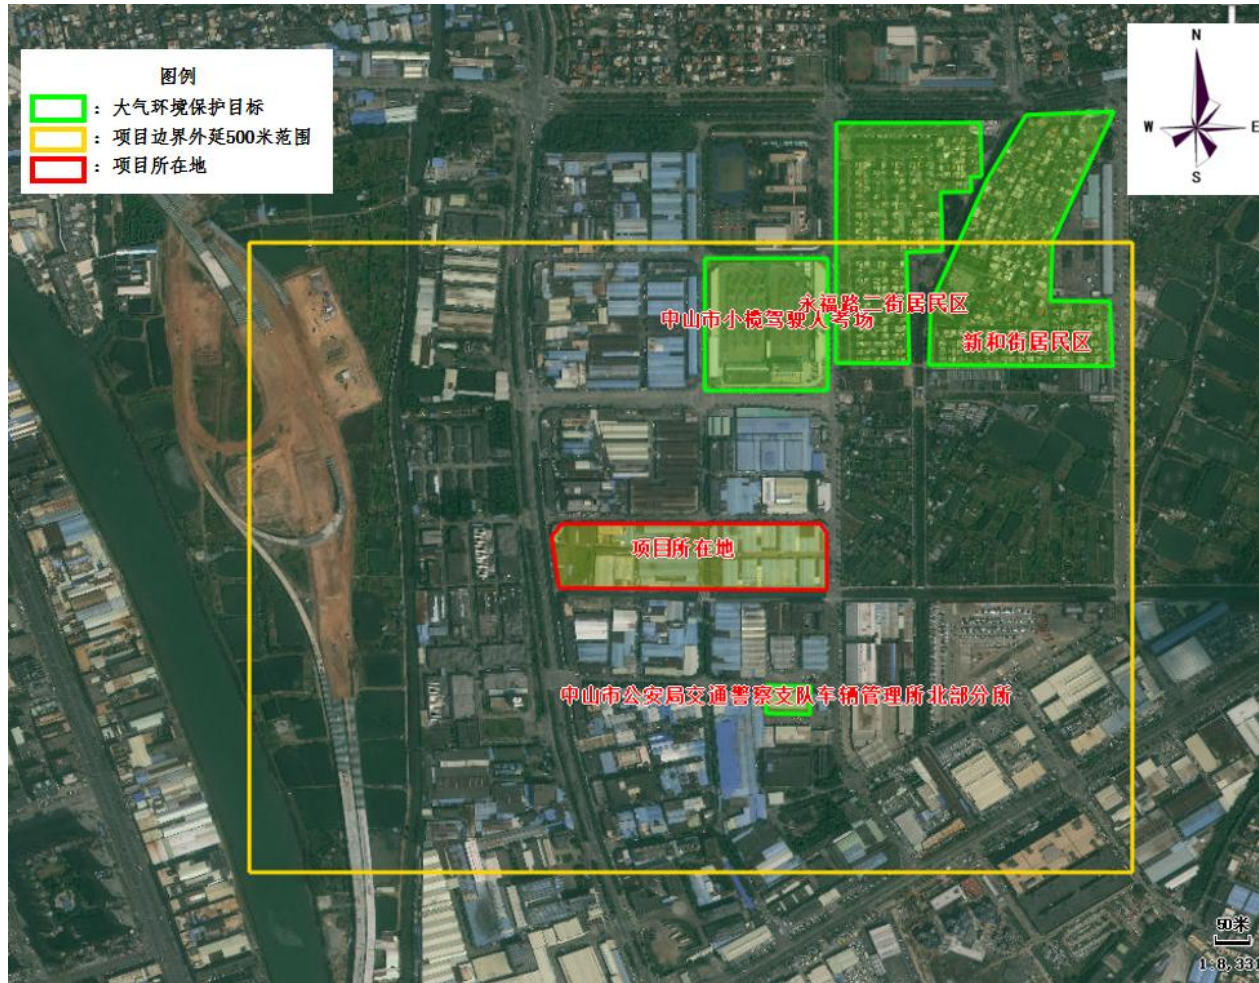 图例
：大气环境保护目标
：项目边界外延500米范围
：项目所在地
N
W
E
S
永福路二街居民区
中山市小榄驾驶人考场
新和街居民区
项目所在地
中山市公安局交通警察支队车辆管理所北部分所
50米
1:8,331